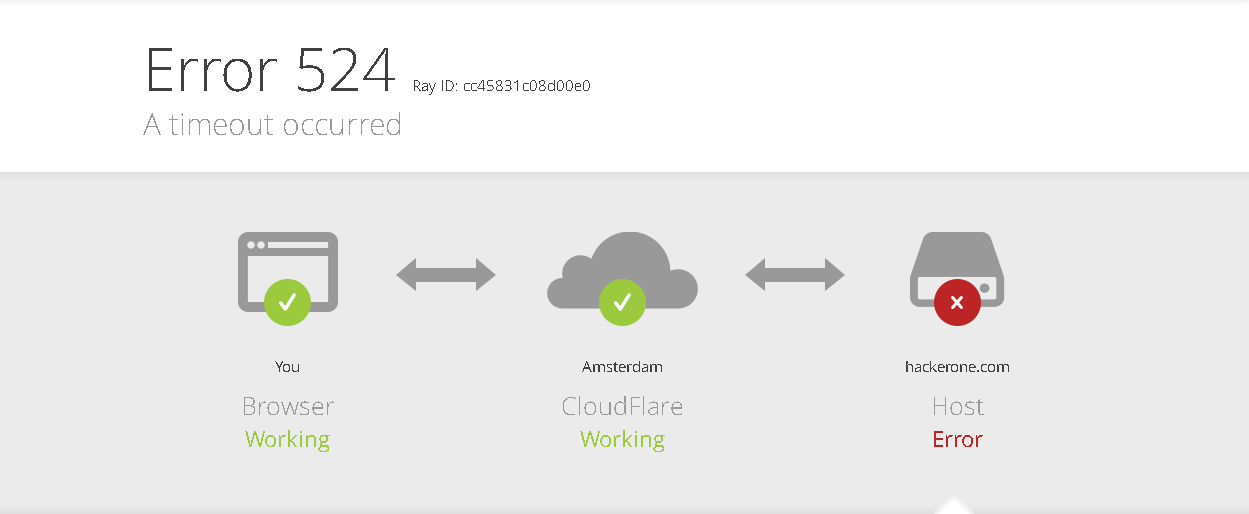 Error 524 Ray ID: cc45831c08d00e0
A timeout occurred
You
Browser
Working
Amsterdam
CloudFlare
Working
hackerone.com
Host
Error